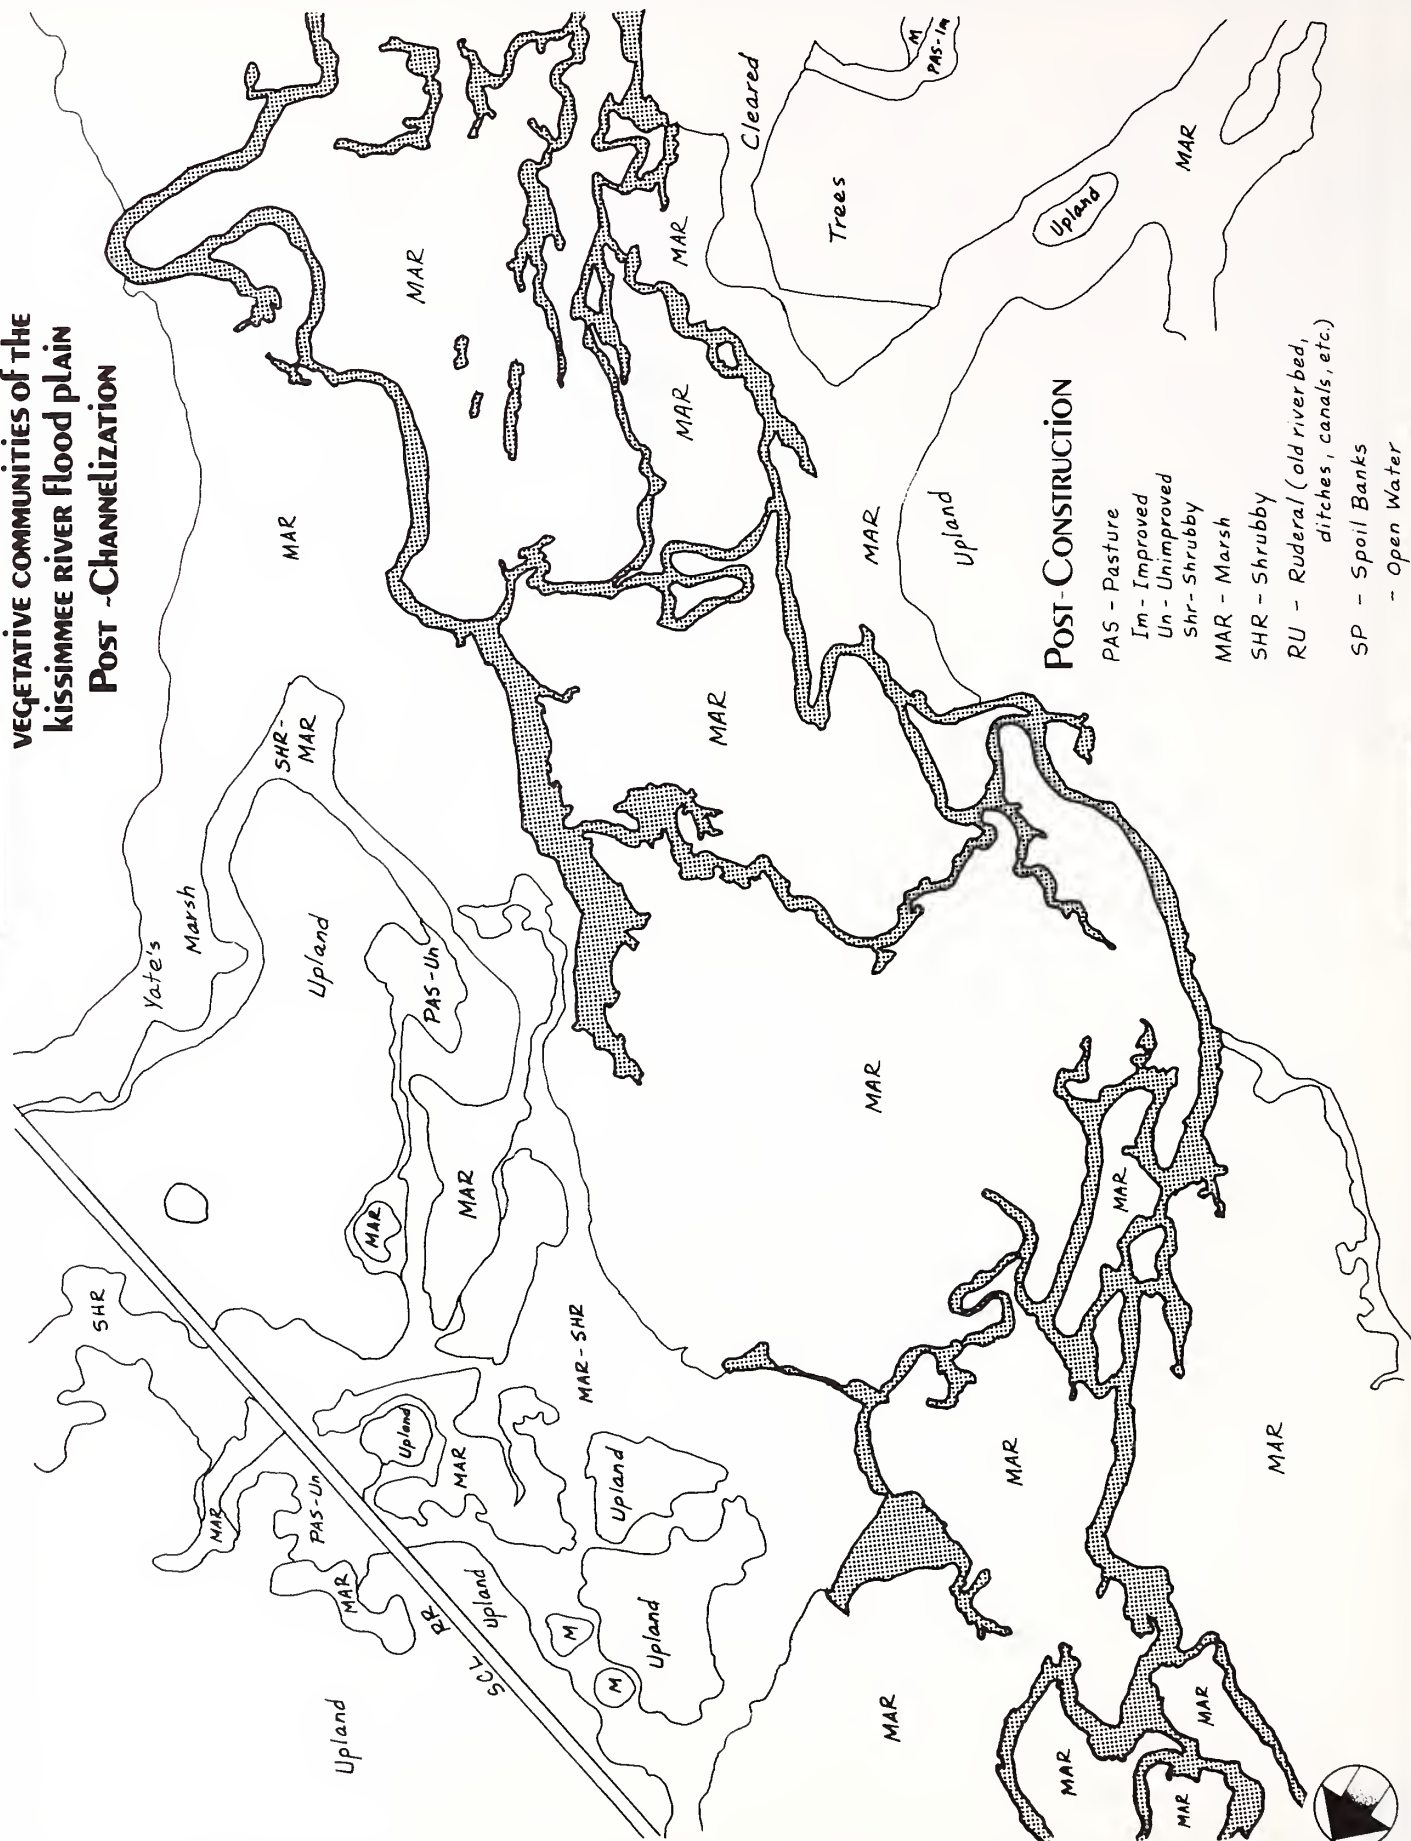 VEGETATIVE COMMUNITIES of THE
kissimmee River flood plain
Post-Channelization
MAR
MAR
MAR
MAR
MAR
MAR
MAR
MAR
Cleared
Trees
M
PAS-Im
Upland
MAR
Upland
SHR-
MAR
Yate's
Marsh
Upland
PAS-Un
MAR
MAR
MAR-SHR
SHR
MAR
PAS-Un
MAR
Upland
MAR
Upland
Upland
Upland
M
M
RR
SCL
Upland
MAR
MAR
MAR
MAR
MAR
MAR
MAR
Post-Construction
PAS - Pasture
Im - Improved
Un - Unimproved
Shr - Shrubby
MAR - Marsh
SHR - Shrubby
RU - Ruderal (old river bed,
ditches, canals, etc.)
SP - Spoil Banks
- Open Water